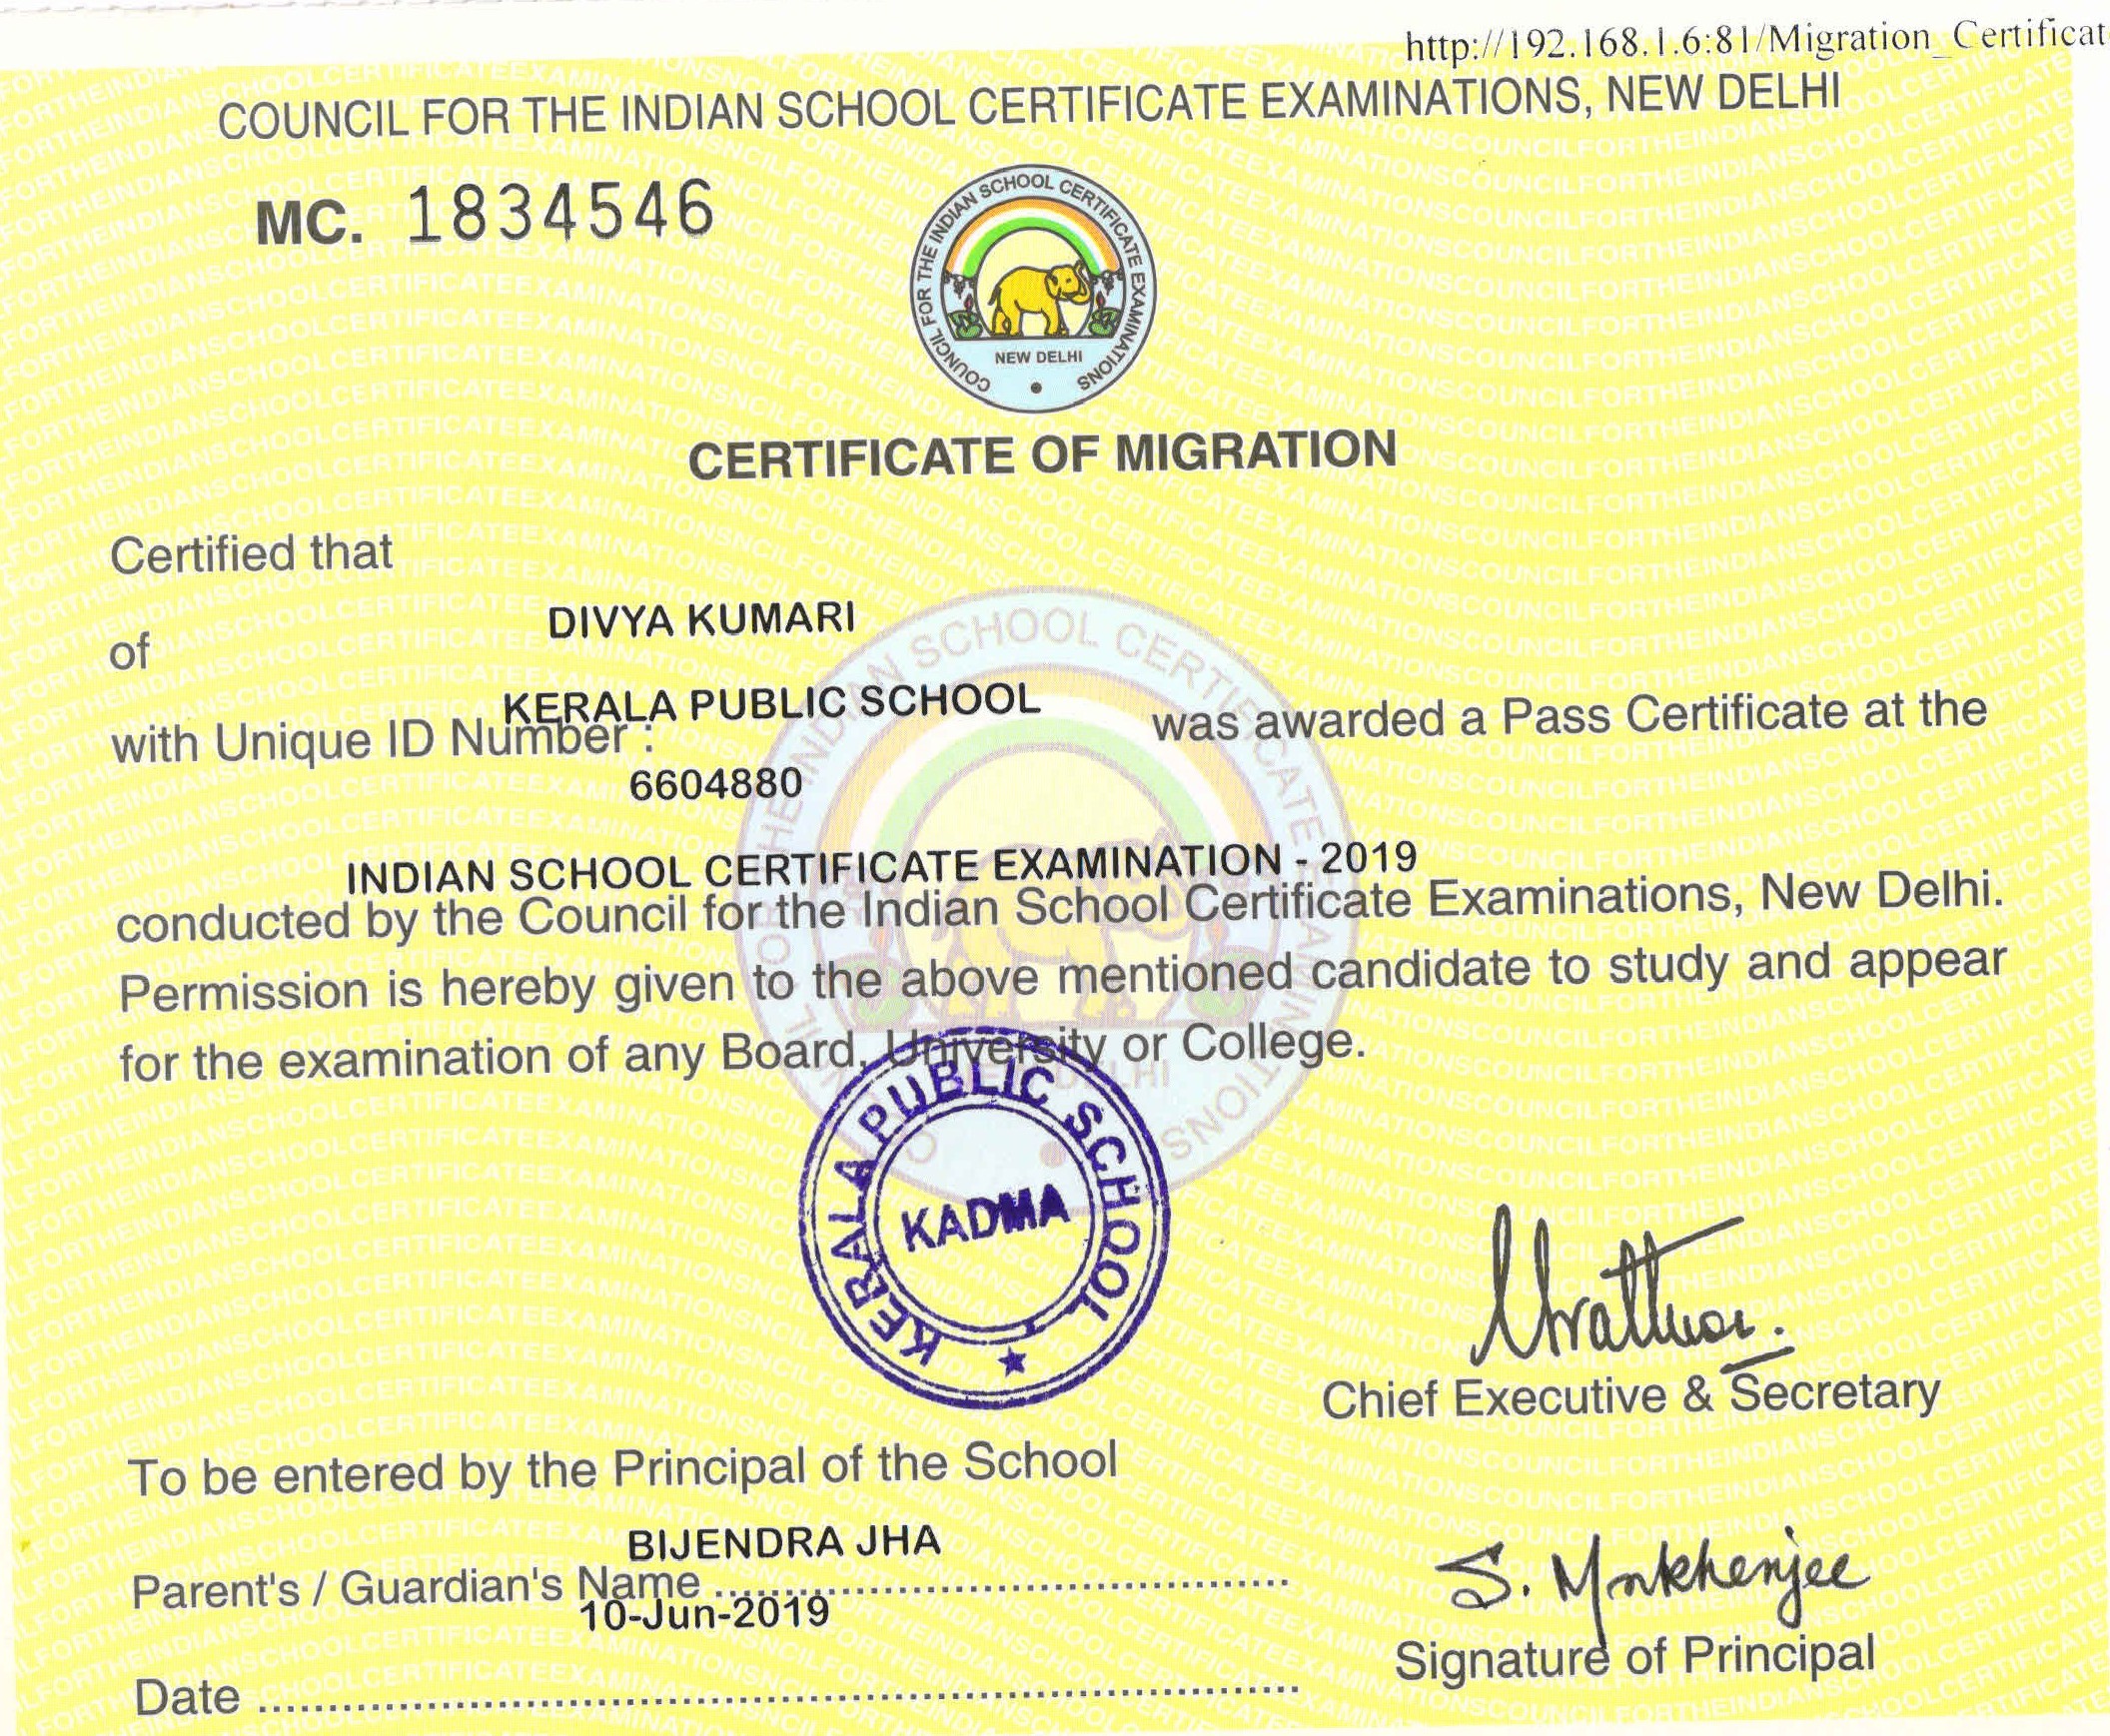 http://192.168.1.6:81/Migration_Certificat
COUNCIL FOR THE INDIAN SCHOOL CERTIFICATE EXAMINATIONS, NEW DELHI
MC. 1834546
COUNCIL FOR THE INDIAN SCHOOL CERTIFICATE EXAMINATIONS
NEW DELHI
CERTIFICATE OF MIGRATION
Certified that
DIVYA KUMARI
of
KERALA PUBLIC SCHOOL
with Unique ID Number : was awarded a Pass Certificate at the
6604880
INDIAN SCHOOL CERTIFICATE EXAMINATION - 2019
conducted by the Council for the Indian School Certificate Examinations, New Delhi.
Permission is hereby given to the above mentioned candidate to study and appear
for the examination of any Board, University or College.
KERALA PUBLIC SCHOOL
KADMA
Chief Executive & Secretary
To be entered by the Principal of the School
BIJENDRA JHA
Parent's / Guardian's Name
10-Jun-2019
S. Mukherjee
Signature of Principal
Date